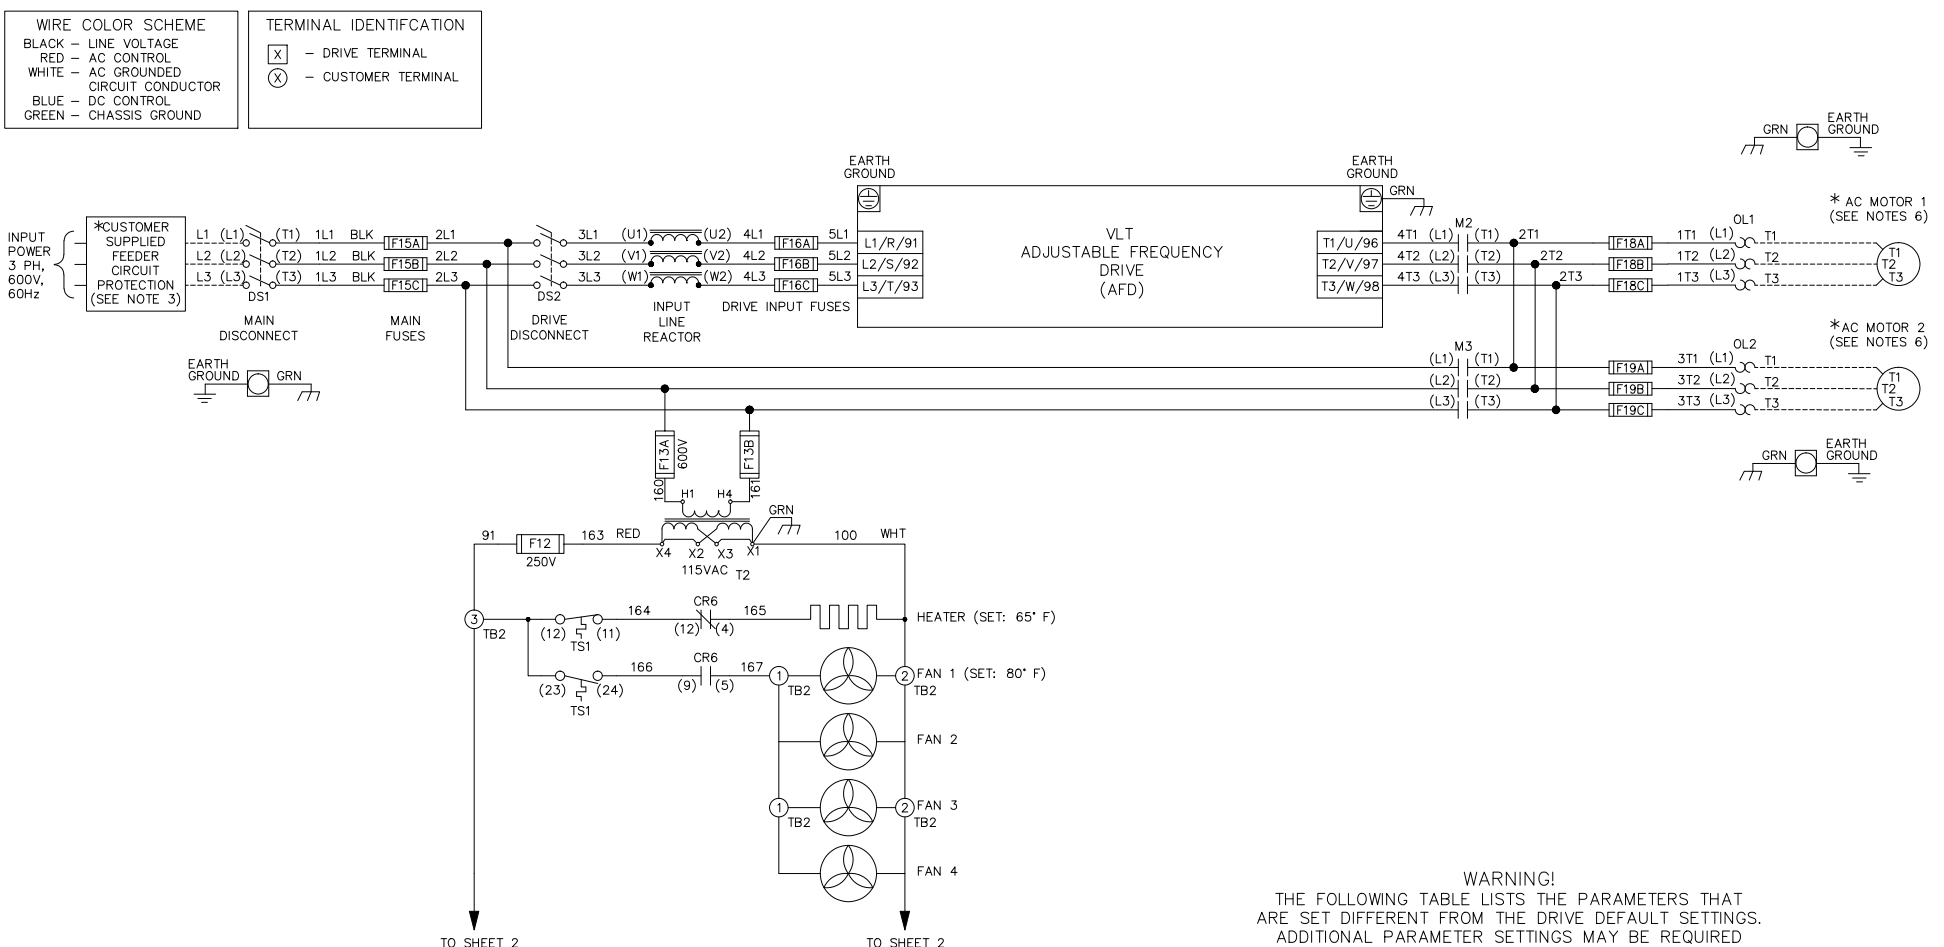 WIRE COLOR SCHEME
BLACK – LINE VOLTAGE
RED – AC CONTROL
WHITE – AC GROUNDED
CIRCUIT CONDUCTOR
BLUE – DC CONTROL
GREEN – CHASSIS GROUND
TERMINAL IDENTIFCATION
X – DRIVE TERMINAL
X – CUSTOMER TERMINAL
INPUT
POWER
3 PH,
600V,
60Hz
*CUSTOMER
SUPPLIED
FEEDER
CIRCUIT
PROTECTION
(SEE NOTE 3)
L1 (L1) (T1) 1L1 BLK F15A 2L1
L2 (L2) (T2) 1L2 BLK F15B 2L2
L3 (L3) (T3) 1L3 BLK F15C 2L3
DS1
MAIN
DISCONNECT
MAIN
FUSES
3L1 (U1) (U2) 4L1 F16A 5L1
3L2 (V1) (V2) 4L2 F16B 5L2
3L3 (W1) (W2) 4L3 F16C 5L3
DS2
DRIVE
DISCONNECT
INPUT
LINE
REACTOR
DRIVE INPUT FUSES
EARTH
GROUND
L1/R/91
L2/S/92
L3/T/93
VLT
ADJUSTABLE FREQUENCY
DRIVE
(AFD)
EARTH
GROUND
GRN
T1/U/96
T2/V/97
T3/W/98
M2
4T1 (L1) (T1) 2T1 F18A 1T1 (L1) T1
4T2 (L2) (T2) 2T2 F18B 1T2 (L2) T2
4T3 (L3) (T3) 2T3 F18C 1T3 (L3) T3
OL1
T1
T2
T3
* AC MOTOR 1
(SEE NOTES 6)
GRN
EARTH
GROUND
M3
(L1) (T1) F19A 3T1 (L1) T1
(L2) (T2) F19B 3T2 (L2) T2
(L3) (T3) F19C 3T3 (L3) T3
OL2
T1
T2
T3
*AC MOTOR 2
(SEE NOTES 6)
GRN
EARTH
GROUND
EARTH
GROUND
GRN
F13A
600V
F13B
160
161
H1 H4
GRN
91 F12 163 RED
250V
X4 X2 X3 X1
115VAC T2
100 WHT
3
TB2
(12) (11)
TS1
164
CR6
(12) (4)
165
HEATER (SET: 65° F)
(23) (24)
TS1
166
CR6
(9) (5)
167
1
TB2
2
TB2
FAN 1 (SET: 80° F)
FAN 2
1
TB2
2
TB2
FAN 3
FAN 4
TO SHEET 2
TO SHEET 2
WARNING!
THE FOLLOWING TABLE LISTS THE PARAMETERS THAT
ARE SET DIFFERENT FROM THE DRIVE DEFAULT SETTINGS.
ADDITIONAL PARAMETER SETTINGS MAY BE REQUIRED